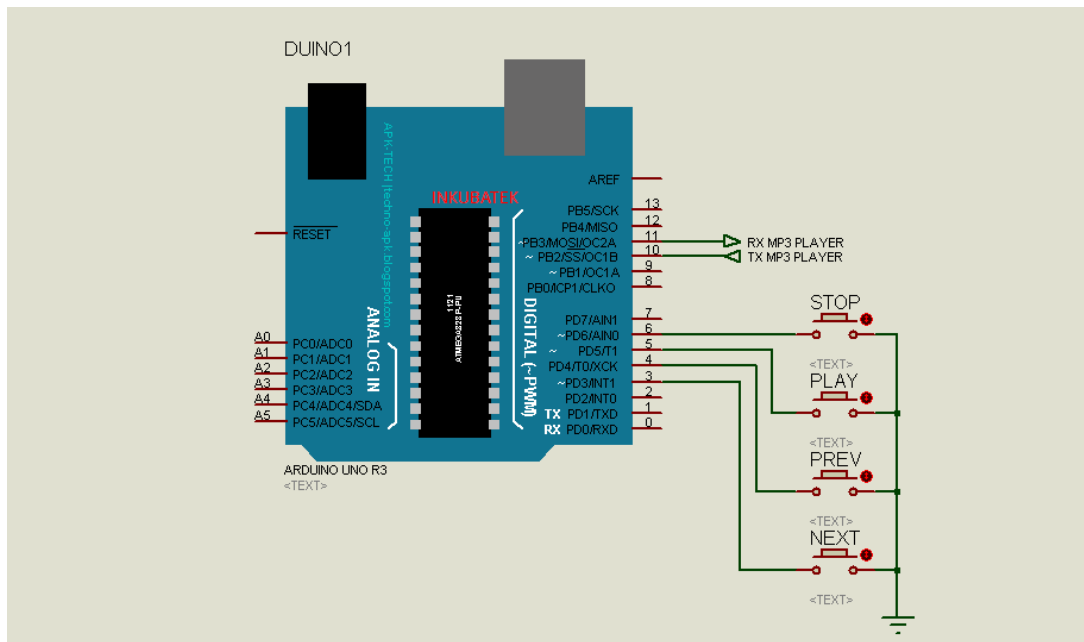 DUINO1
APK-TECH |techno-apk.blogspot.com
INKUBATEK
1121
ATMEGA328P-PU
RESET
ANALOG IN
DIGITAL (~PWM)
A0 PC0/ADC0
A1 PC1/ADC1
A2 PC2/ADC2
A3 PC3/ADC3
A4 PC4/ADC4/SDA
A5 PC5/ADC5/SCL
AREF
PB5/SCK 13
PB4/MISO 12
~PB3/MOSI/OC2A 11
~ PB2/SS/OC1B 10
~ PB1/OC1A 9
PB0/ICP1/CLKO 8
PD7/AIN1 7
~PD6/AIN0 6
~ PD5/T1 5
PD4/T0/XCK 4
~PD3/INT1 3
PD2/INT0 2
TX PD1/TXD 1
RX PD0/RXD 0
ARDUINO UNO R3
<TEXT>
RX MP3 PLAYER
TX MP3 PLAYER
STOP
<TEXT>
PLAY
<TEXT>
PREV
<TEXT>
NEXT
<TEXT>